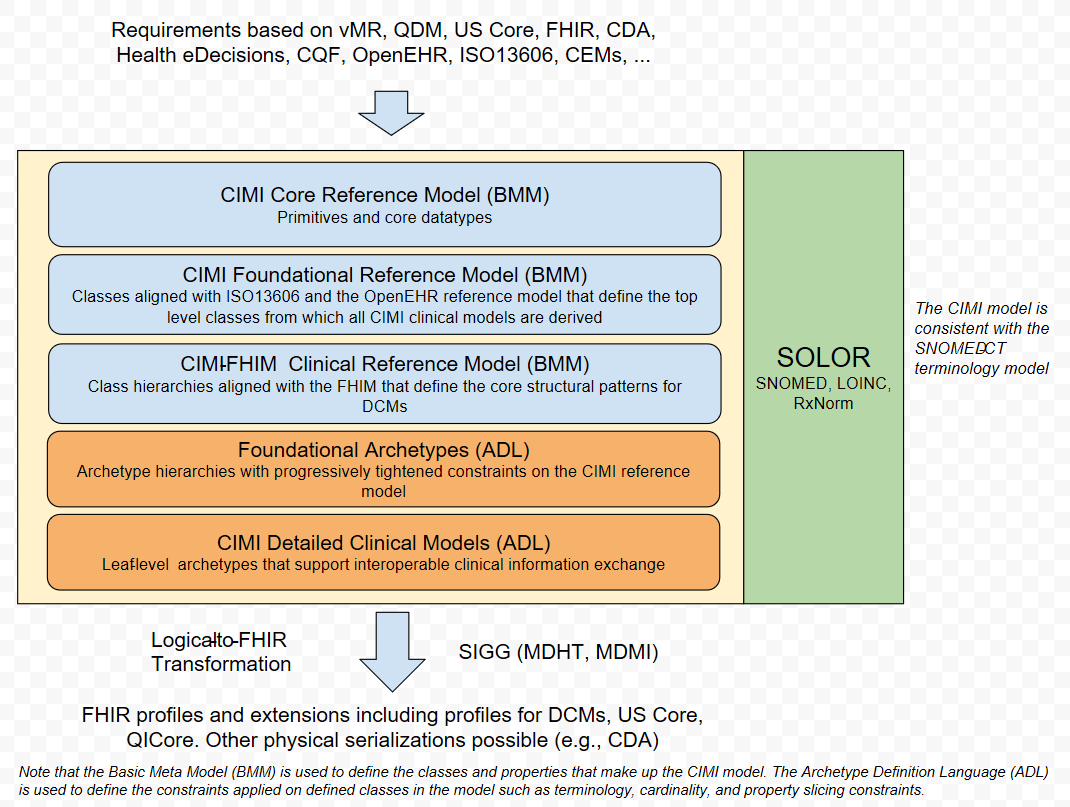 Requirements based on vMR, QDM, US Core, FHIR, CDA,
Health eDecisions, CQF, OpenEHR, ISO13606, CEMs, ...
CIMI Core Reference Model (BMM)
Primitives and core datatypes
CIMI Foundational Reference Model (BMM)
Classes aligned with ISO13606 and the OpenEHR reference model that define the top
level classes from which all CIMI clinical models are derived
CIMI-FHIM Clinical Reference Model (BMM)
Class hierarchies aligned with the FHIM that define the core structural patterns for
DCMs
Foundational Archetypes (ADL)
Archetype hierarchies with progressively tightened constraints on the CIMI reference
model
CIMI Detailed Clinical Models (ADL)
Leaf-level archetypes that support interoperable clinical information exchange
SOLOR
SNOMED, LOINC,
RxNorm
The CIMI model is
consistent with the
SNOMED CT
terminology model
Logical-to-FHIR
Transformation
SIGG (MDHT, MDMI)
FHIR profiles and extensions including profiles for DCMs, US Core,
QICore. Other physical serializations possible (e.g., CDA)
Note that the Basic Meta Model (BMM) is used to define the classes and properties that make up the CIMI model. The Archetype Definition Language (ADL)
is used to define the constraints applied on defined classes in the model such as terminology, cardinality, and property slicing constraints.